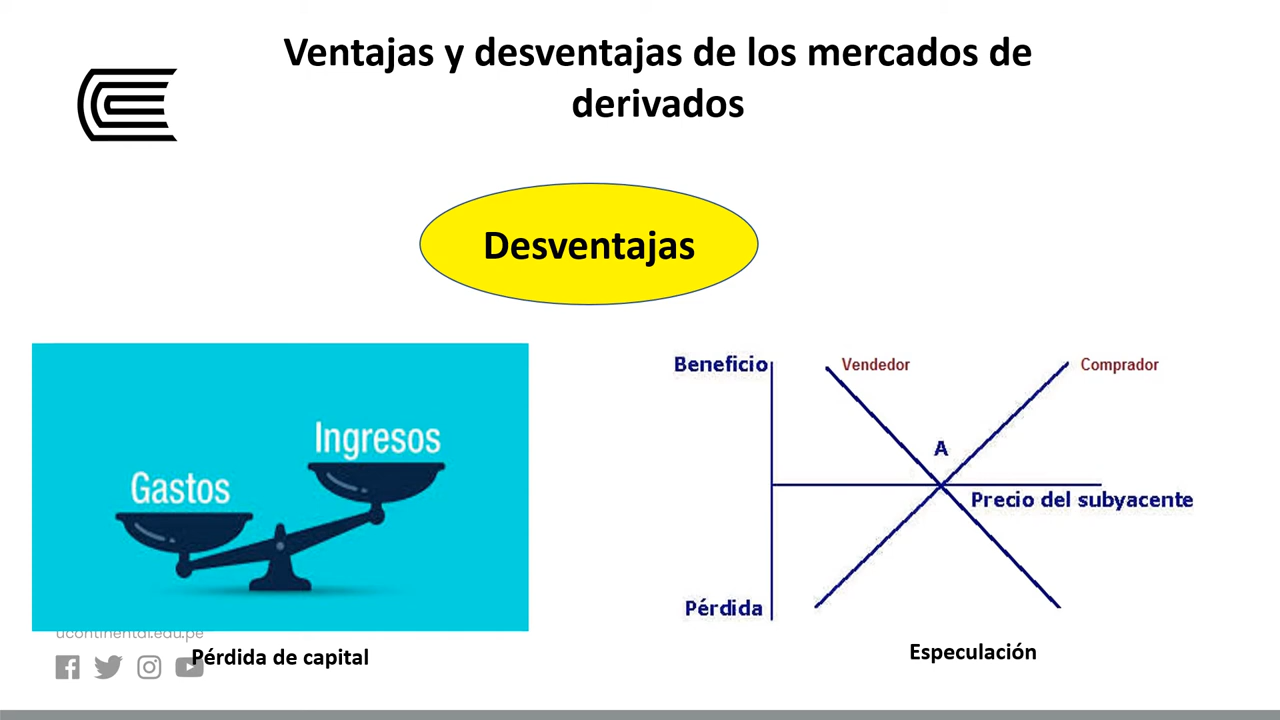 Ventajas y desventajas de los mercados de
derivados
Desventajas
Ingresos
Gastos
ucontinental.edu.pe
Pérdida de capital
Beneficio
Vendedor
Comprador
A
Precio del subyacente
Pérdida
Especulación